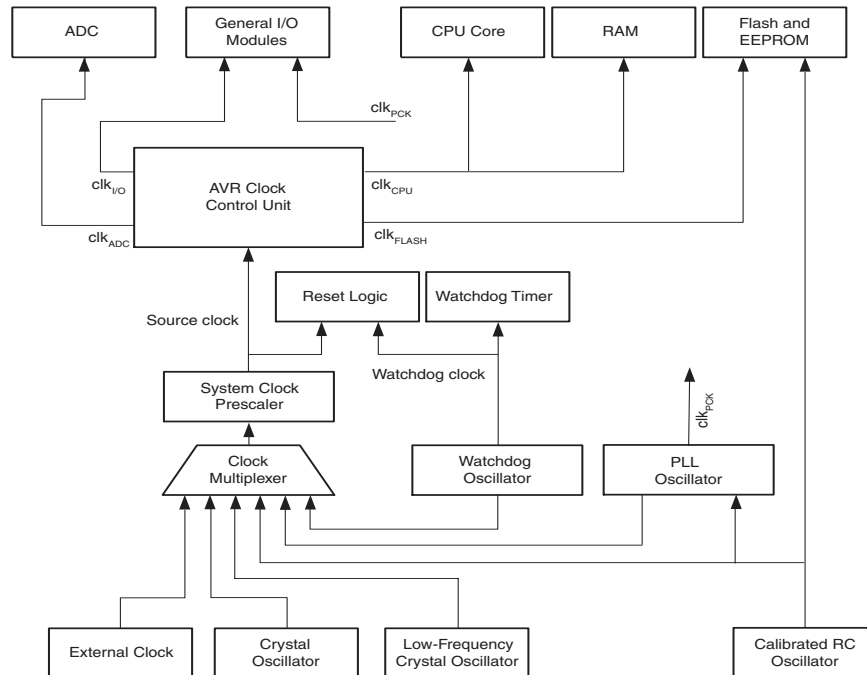 ADC
General I/O
Modules
CPU Core
RAM
Flash and
EEPROM
clkPCK
clkI/O
AVR Clock
Control Unit
clkCPU
clkADC
clkFLASH
Reset Logic
Watchdog Timer
Source clock
Watchdog clock
System Clock
Prescaler
clkPCK
Clock
Multiplexer
Watchdog
Oscillator
PLL
Oscillator
External Clock
Crystal
Oscillator
Low-Frequency
Crystal Oscillator
Calibrated RC
Oscillator